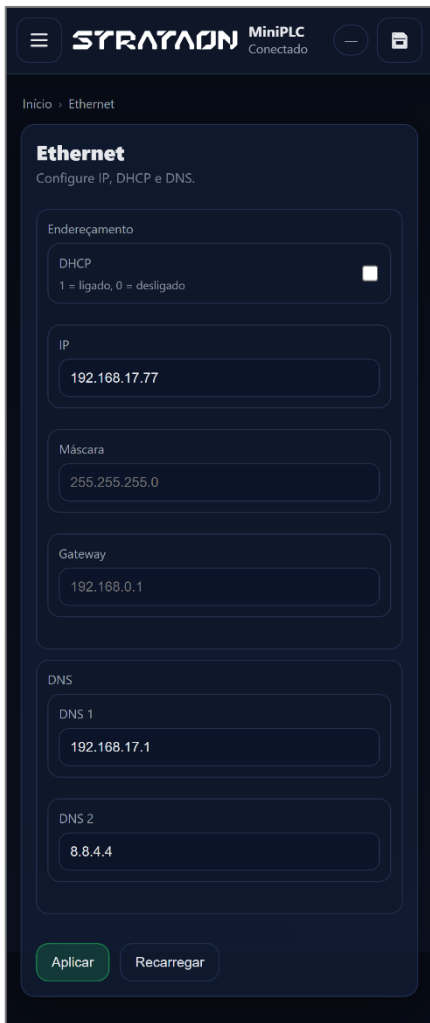 STRATAON
MiniPLC
Conectado
Início › Ethernet
Ethernet
Configure IP, DHCP e DNS.
Endereçamento
DHCP
1 = ligado, 0 = desligado
IP
192.168.17.77
Máscara
255.255.255.0
Gateway
192.168.0.1
DNS
DNS 1
192.168.17.1
DNS 2
8.8.4.4
Aplicar
Recarregar